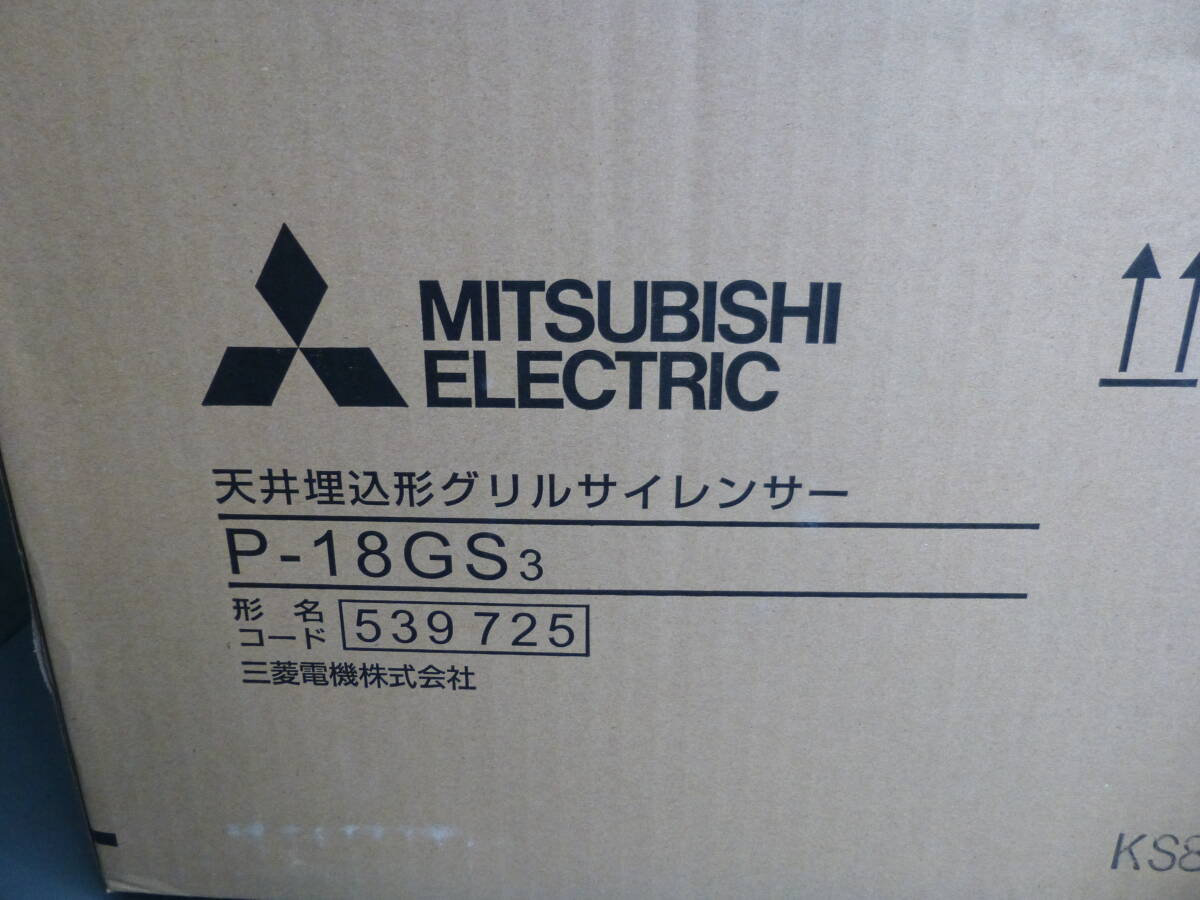 MITSUBISHI
ELECTRIC
天井埋込形グリルサイレンサー
P-18GS3
形名
コード 539 725
三菱電機株式会社
KS8